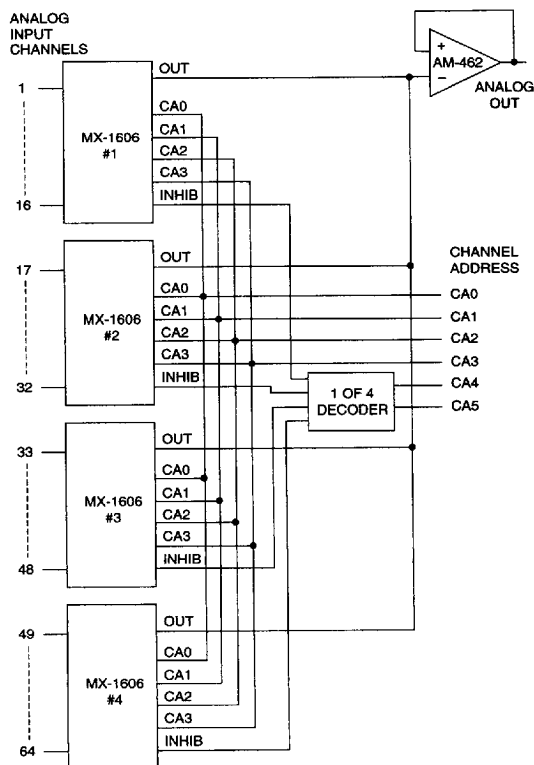 ANALOG
INPUT
CHANNELS
1
16
MX-1606
#1
OUT
CA0
CA1
CA2
CA3
INHIB
+
AM-462
−
ANALOG
OUT
17
32
MX-1606
#2
OUT
CA0
CA1
CA2
CA3
INHIB
CHANNEL
ADDRESS
CA0
CA1
CA2
CA3
CA4
CA5
1 OF 4
DECODER
33
48
MX-1606
#3
OUT
CA0
CA1
CA2
CA3
INHIB
49
64
MX-1606
#4
OUT
CA0
CA1
CA2
CA3
INHIB